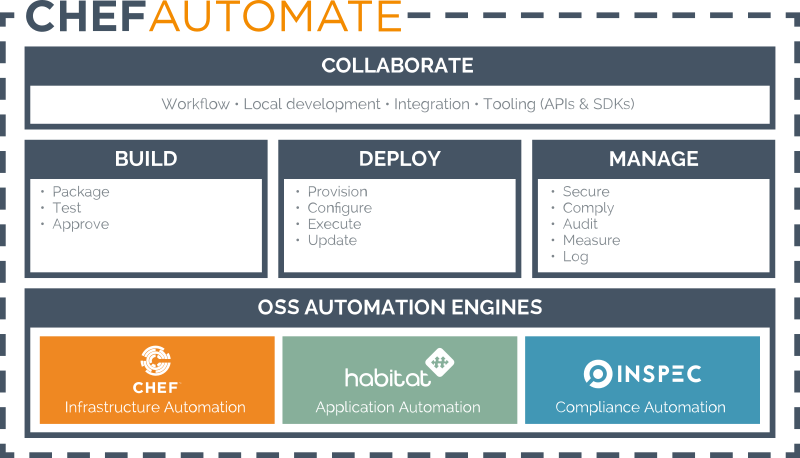 CHEFAUTOMATE
COLLABORATE
Workflow • Local development • Integration • Tooling (APIs & SDKs)
BUILD
• Package
• Test
• Approve
DEPLOY
• Provision
• Configure
• Execute
• Update
MANAGE
• Secure
• Comply
• Audit
• Measure
• Log
OSS AUTOMATION ENGINES
CHEF
Infrastructure Automation
habitat
Application Automation
INSPEC
Compliance Automation